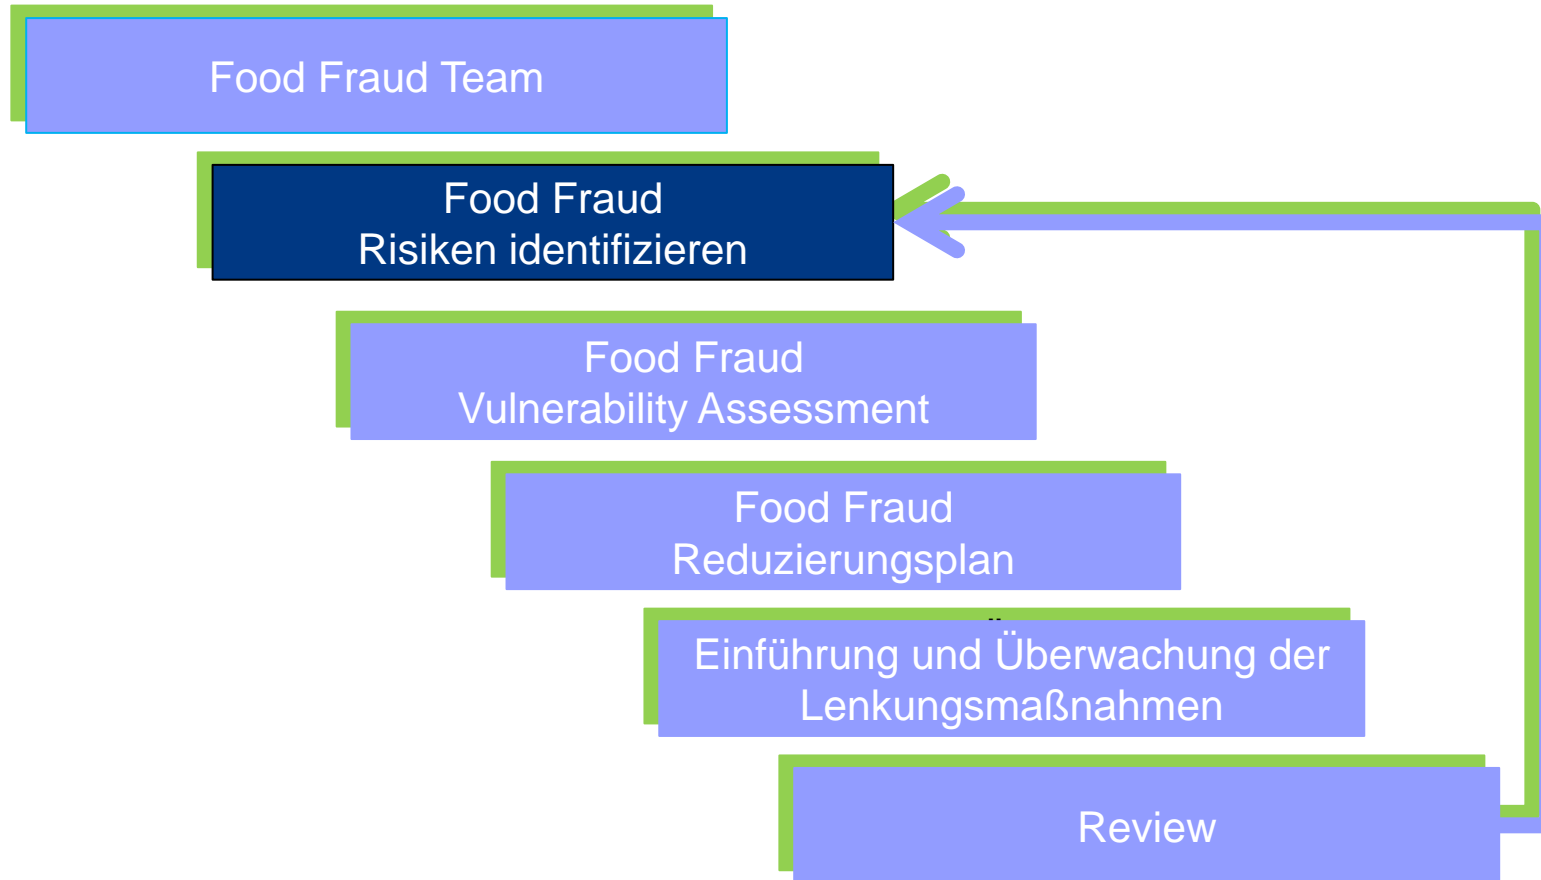 Food Fraud Team
Food Fraud
Risiken identifizieren
Food Fraud
Vulnerability Assessment
Food Fraud
Reduzierungsplan
Einführung und Überwachung der
Lenkungsmaßnahmen
Review